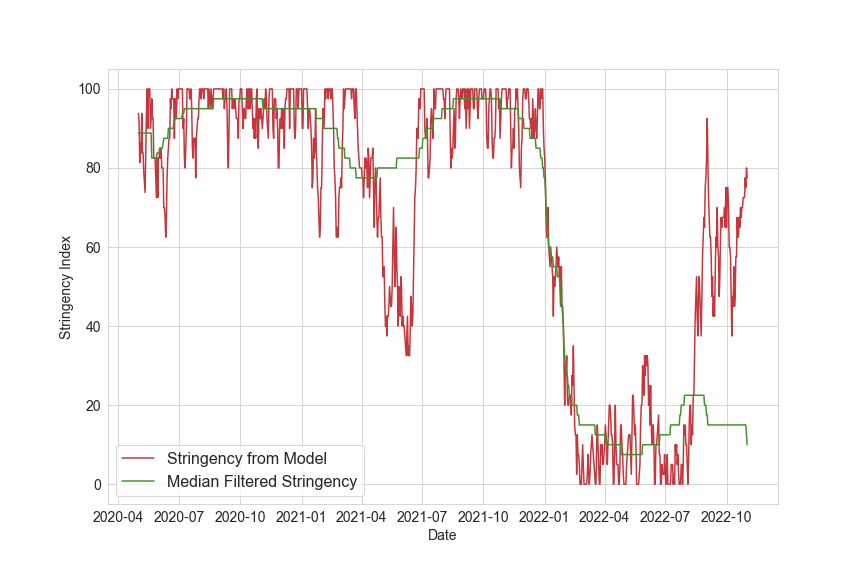 100
80
60
40
20
0
Stringency Index
Stringency from Model
Median Filtered Stringency
2020-04 2020-07 2020-10 2021-01 2021-04 2021-07 2021-10 2022-01 2022-04 2022-07 2022-10
Date